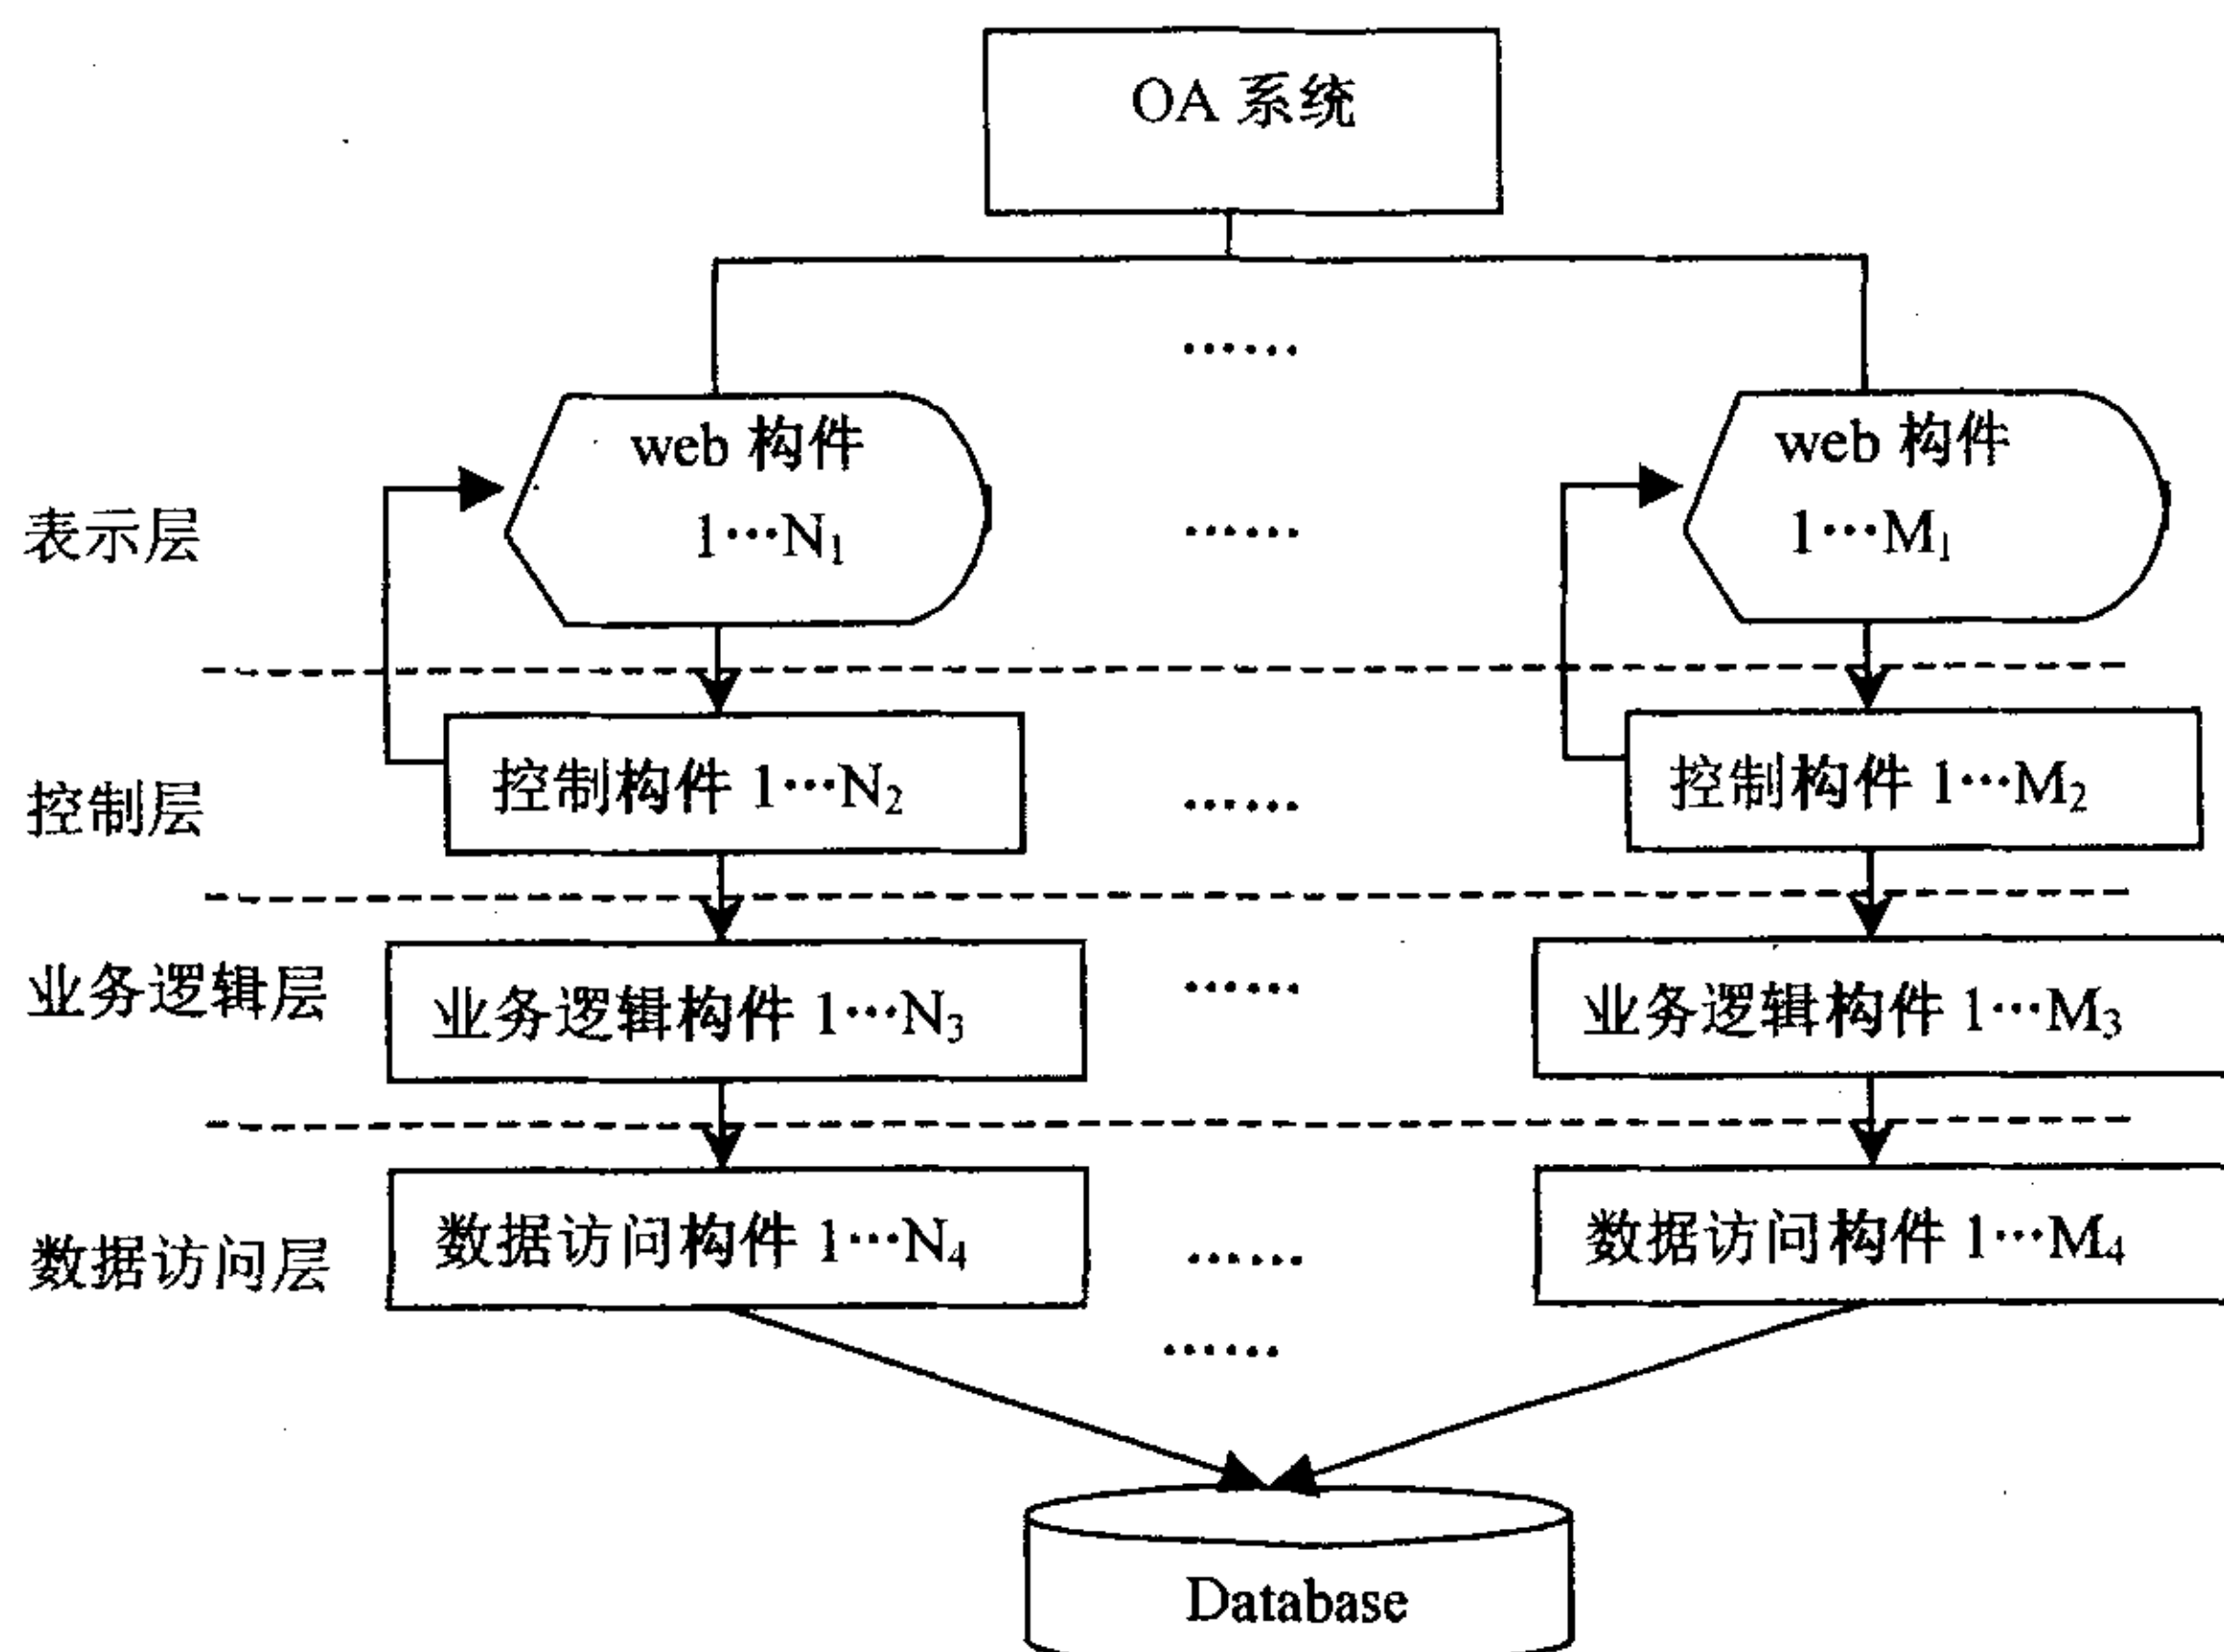 OA 系统
……
web 构件
1…N₁
……
web 构件
1…M₁
表示层
控制构件 1…N₂
……
控制构件 1…M₂
控制层
业务逻辑层
业务逻辑构件 1…N₃
……
业务逻辑构件 1…M₃
数据访问层
数据访问构件 1…N₄
……
数据访问构件 1…M₄
……
Database